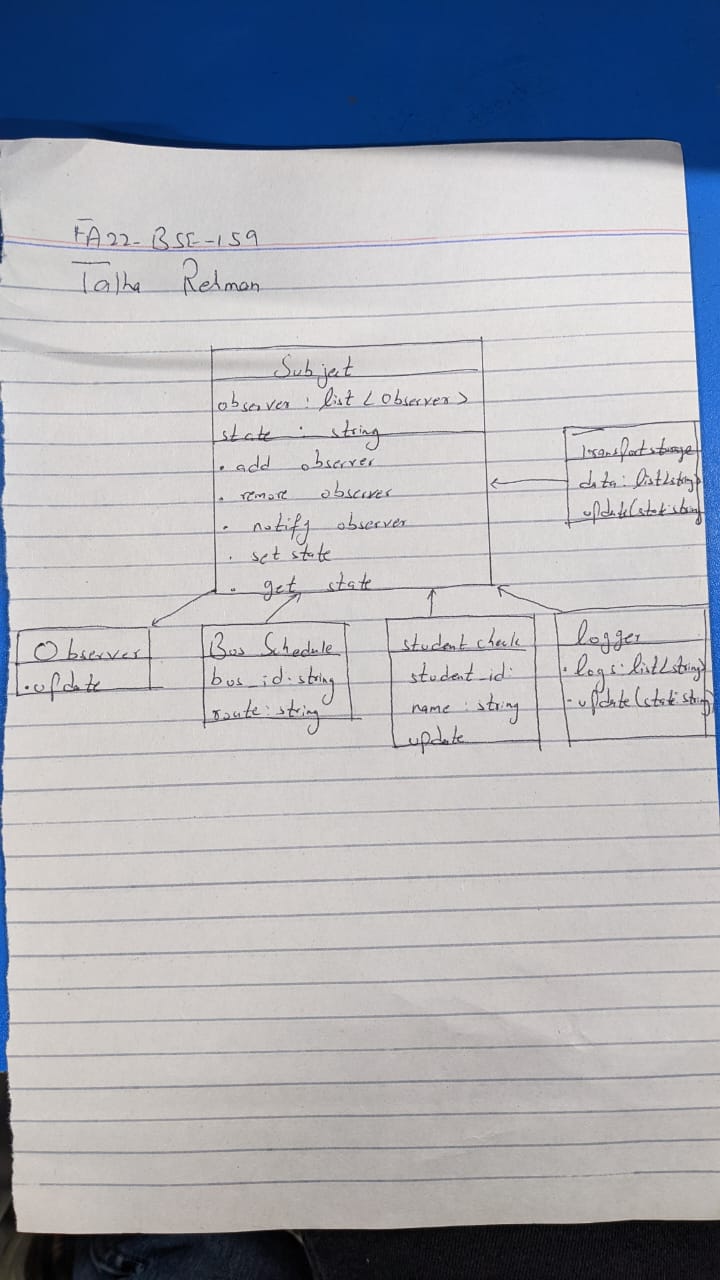 FA22-BSE-159
Talha Rehman
Subject
observer : list < Observer >
state : string
• add observer
• remove observer
• notify observer
• set state
• get state
data : list<string>
update(state:string
Observer
• update
Bus Schedule
bus_id : string
route : string
student check
student_id :
name : string
update
logger
• logs : list<string>
• update(state:string)